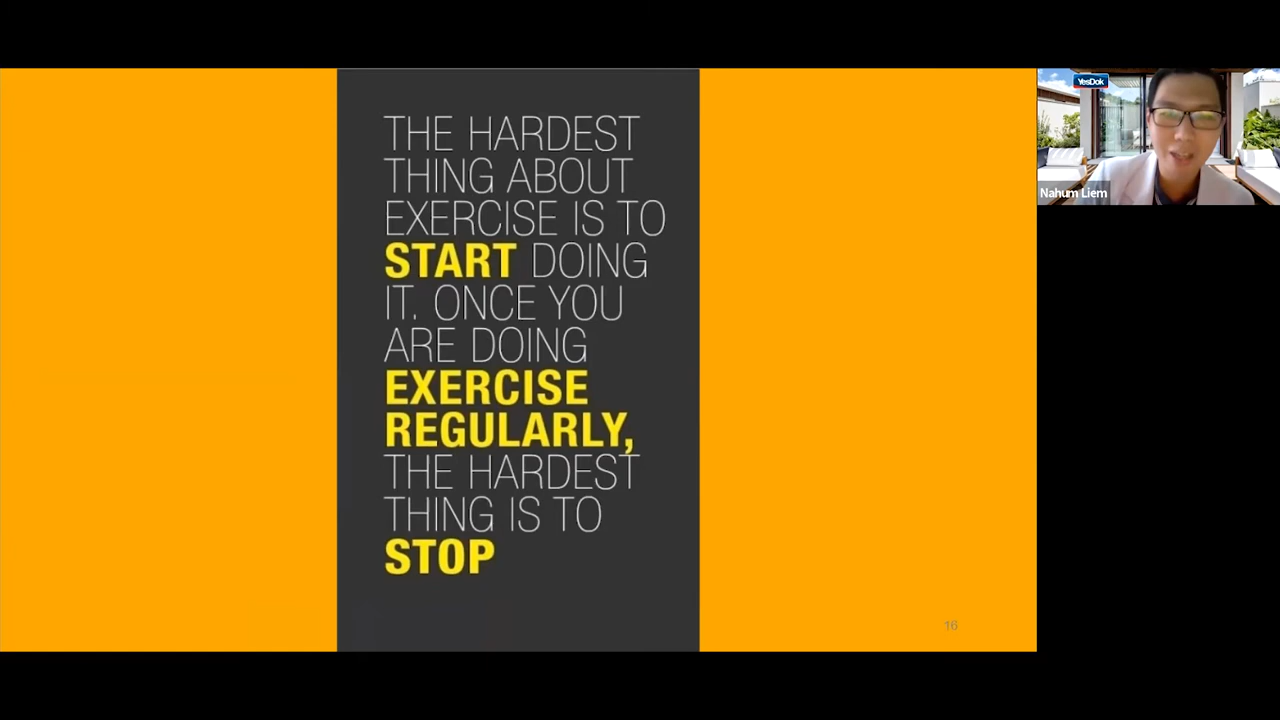 THE HARDEST
THING ABOUT
EXERCISE IS TO
START DOING
IT. ONCE YOU
ARE DOING
EXERCISE
REGULARLY,
THE HARDEST
THING IS TO
STOP
16
YesDok
Nahum Liem